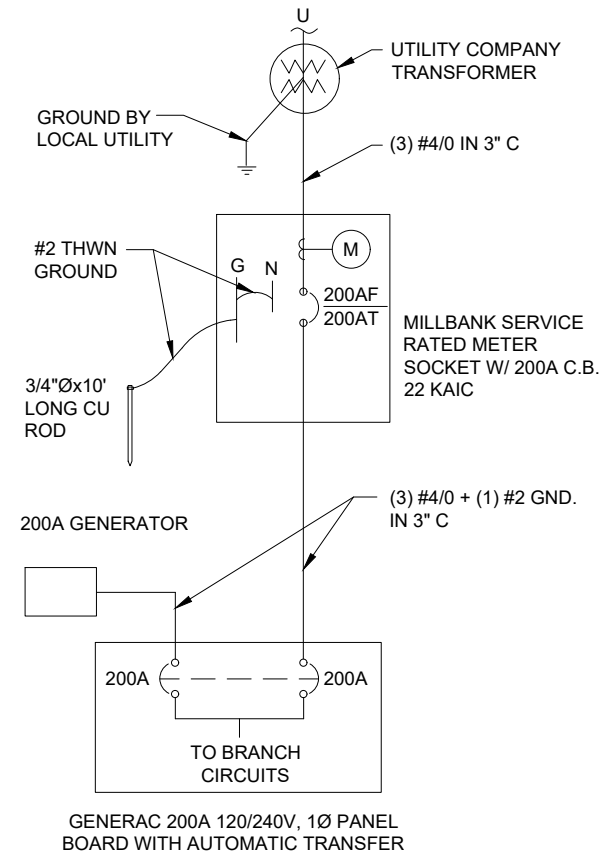 U
UTILITY COMPANY
TRANSFORMER
GROUND BY
LOCAL UTILITY
(3) #4/0 IN 3" C
#2 THWN
GROUND
G N
M
200AF
200AT
MILLBANK SERVICE
RATED METER
SOCKET W/ 200A C.B.
22 KAIC
3/4"Øx10'
LONG CU
ROD
(3) #4/0 + (1) #2 GND.
IN 3" C
200A GENERATOR
200A
200A
TO BRANCH
CIRCUITS
GENERAC 200A 120/240V, 1Ø PANEL
BOARD WITH AUTOMATIC TRANSFER